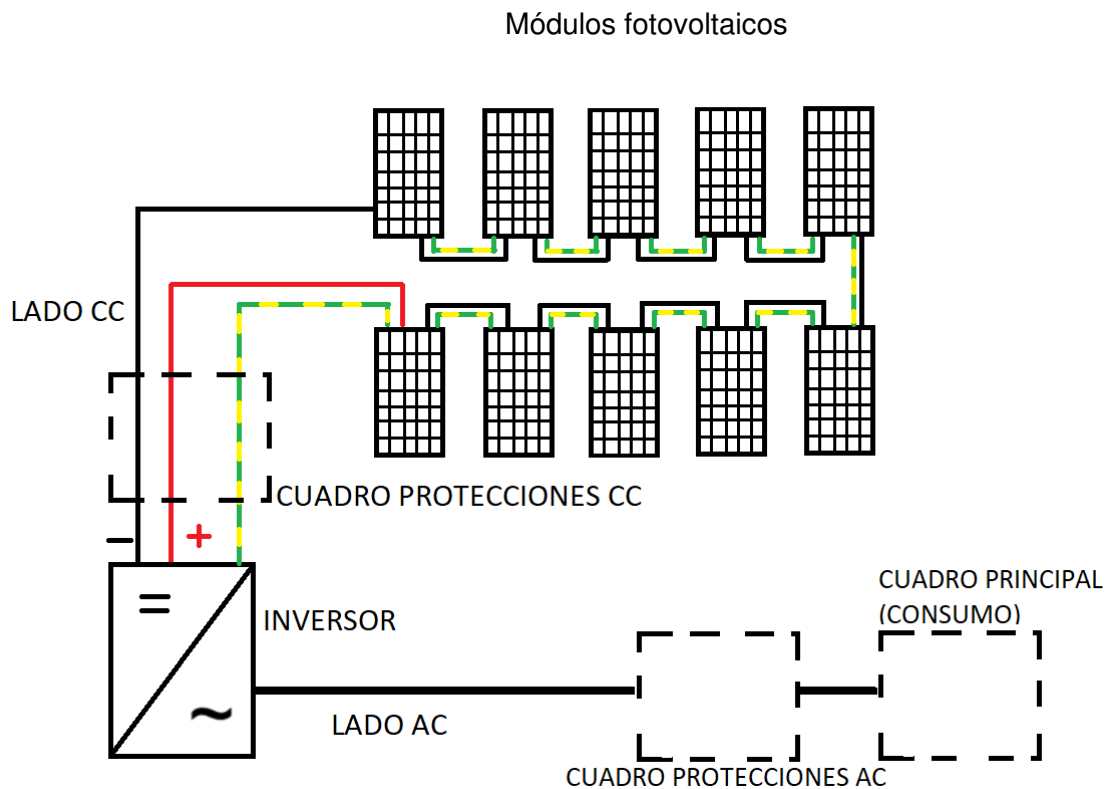 Módulos fotovoltaicos
LADO CC
CUADRO PROTECCIONES CC
− +
=
INVERSOR
~
LADO AC
CUADRO PRINCIPAL
(CONSUMO)
CUADRO PROTECCIONES AC